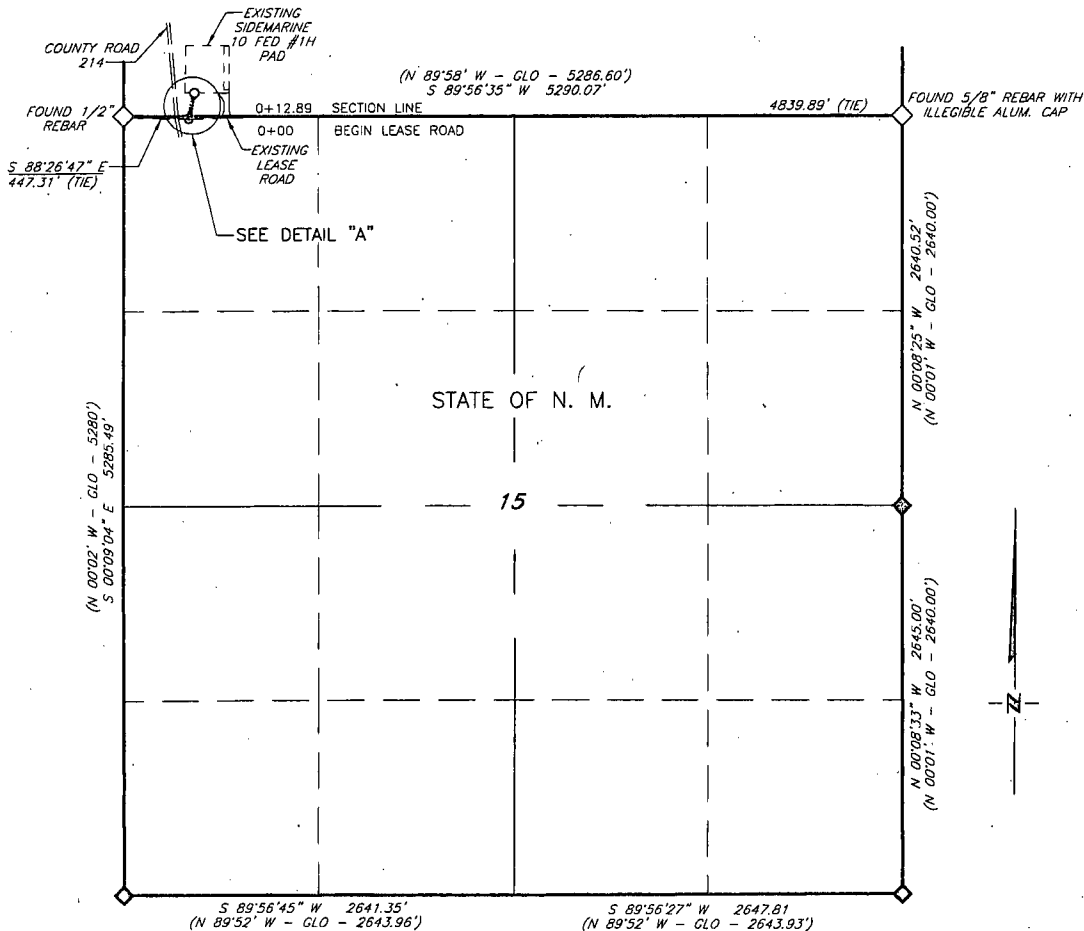 EXISTING
SIDEMARINE
10 FED #1H
PAD
COUNTY ROAD
214
(N 89°58' W - GLO - 5286.60')
S 89°56'35" W 5290.07'
FOUND 1/2"
REBAR
0+12.89 SECTION LINE
4839.89' (TIE)
FOUND 5/8" REBAR WITH
ILLEGIBLE ALUM. CAP
0+00 BEGIN LEASE ROAD
EXISTING
LEASE
ROAD
S 88°26'47" E
447.31' (TIE)
SEE DETAIL "A"
N 00°08'25" W 2640.52'
(N 00°01' W - GLO - 2640.00')
STATE OF N. M.
(N 00°02' W - GLO - 5280')
S 00°09'04" E 5285.49'
15
N 00°08'33" W 2645.00'
(N 00°01' W - GLO - 2640.00')
N
S 89°56'45" W 2641.35'
(N 89°52' W - GLO - 2643.96')
S 89°56'27" W 2647.81
(N 89°52' W - GLO - 2643.93')